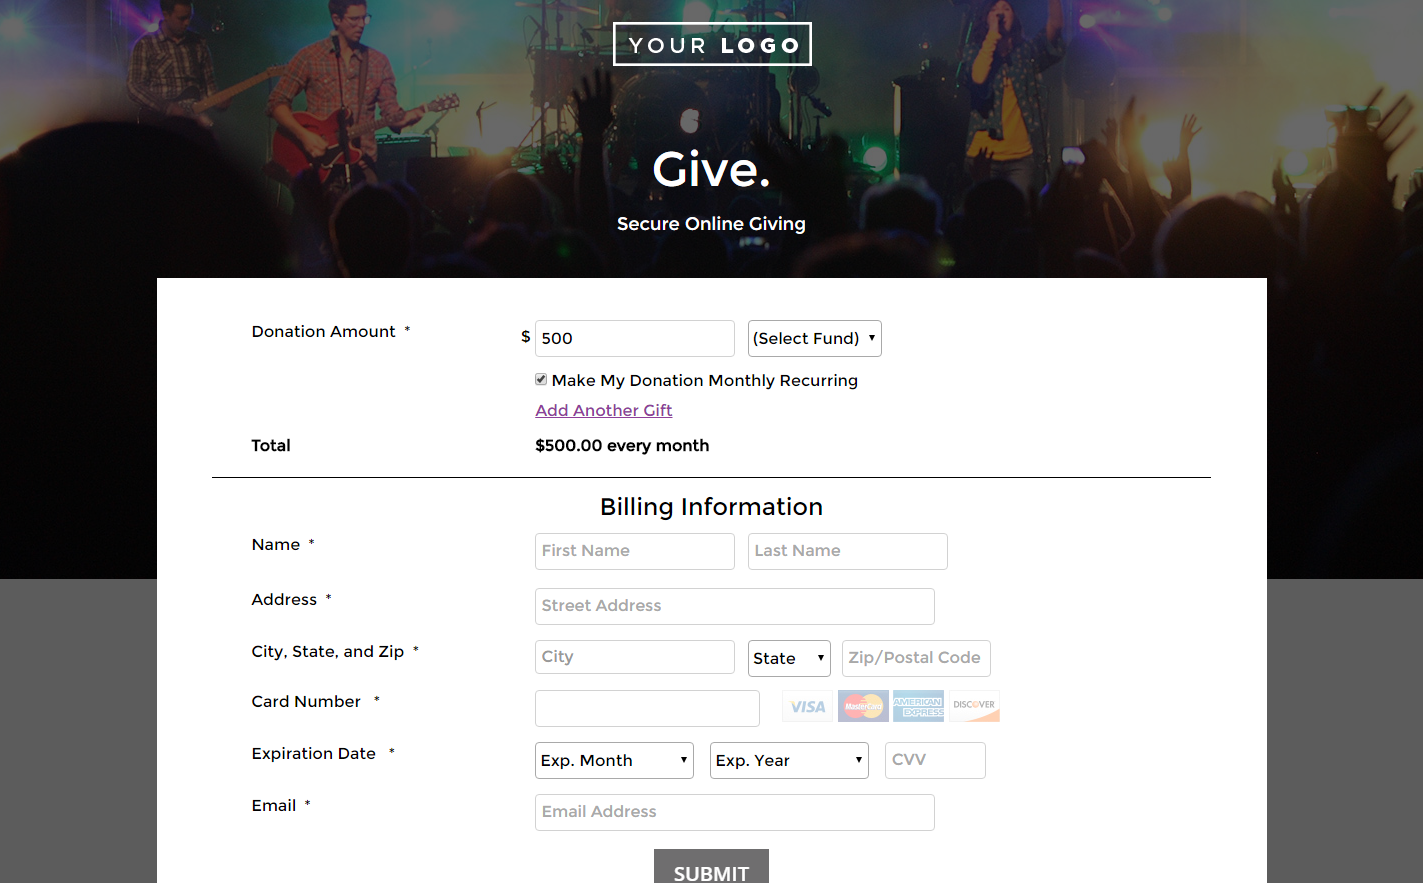 YOUR LOGO
Give.
Secure Online Giving
Donation Amount * $ 500 (Select Fund)
Make My Donation Monthly Recurring
Add Another Gift
Total $500.00 every month
Billing Information
Name * First Name Last Name
Address * Street Address
City, State, and Zip * City State Zip/Postal Code
Card Number * VISA MasterCard AMERICAN EXPRESS DISCOVER
Expiration Date * Exp. Month Exp. Year CVV
Email * Email Address
SUBMIT